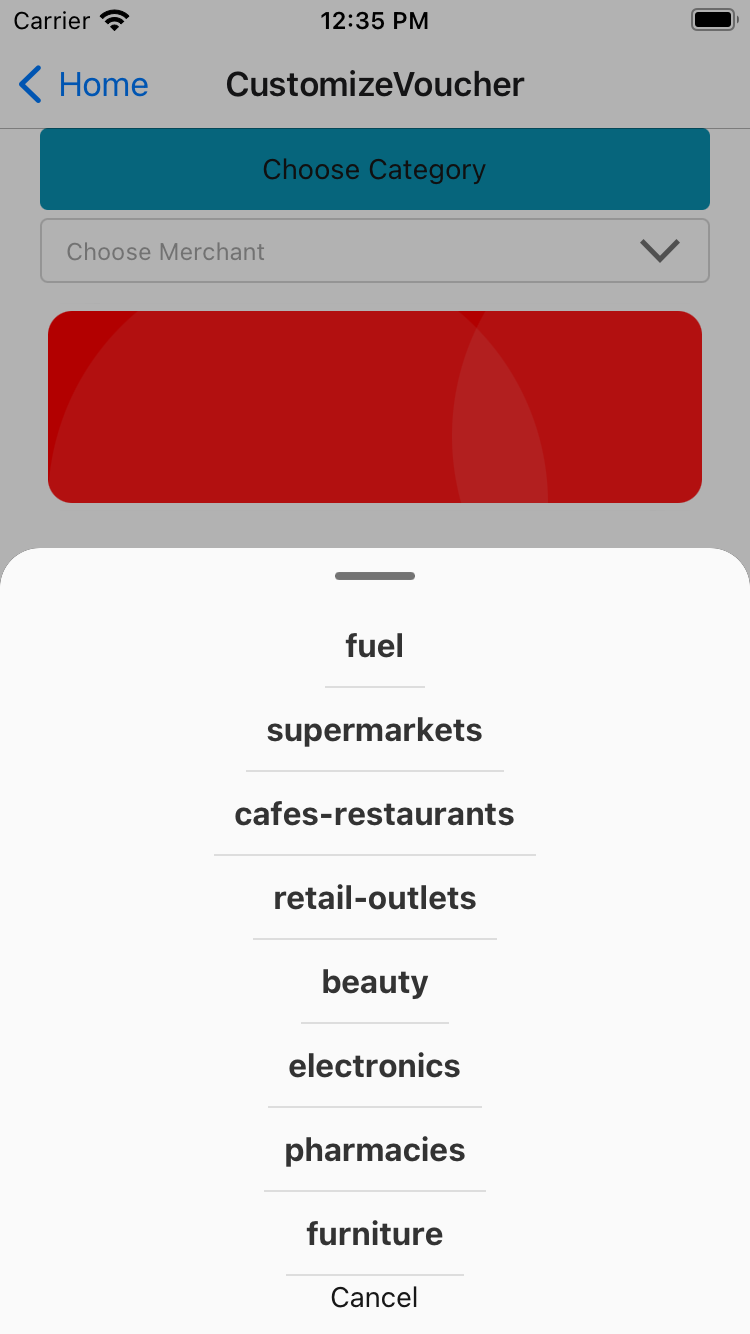 Carrier 12:35 PM
Home CustomizeVoucher
Choose Category
Choose Merchant
fuel
supermarkets
cafes-restaurants
retail-outlets
beauty
electronics
pharmacies
furniture
Cancel